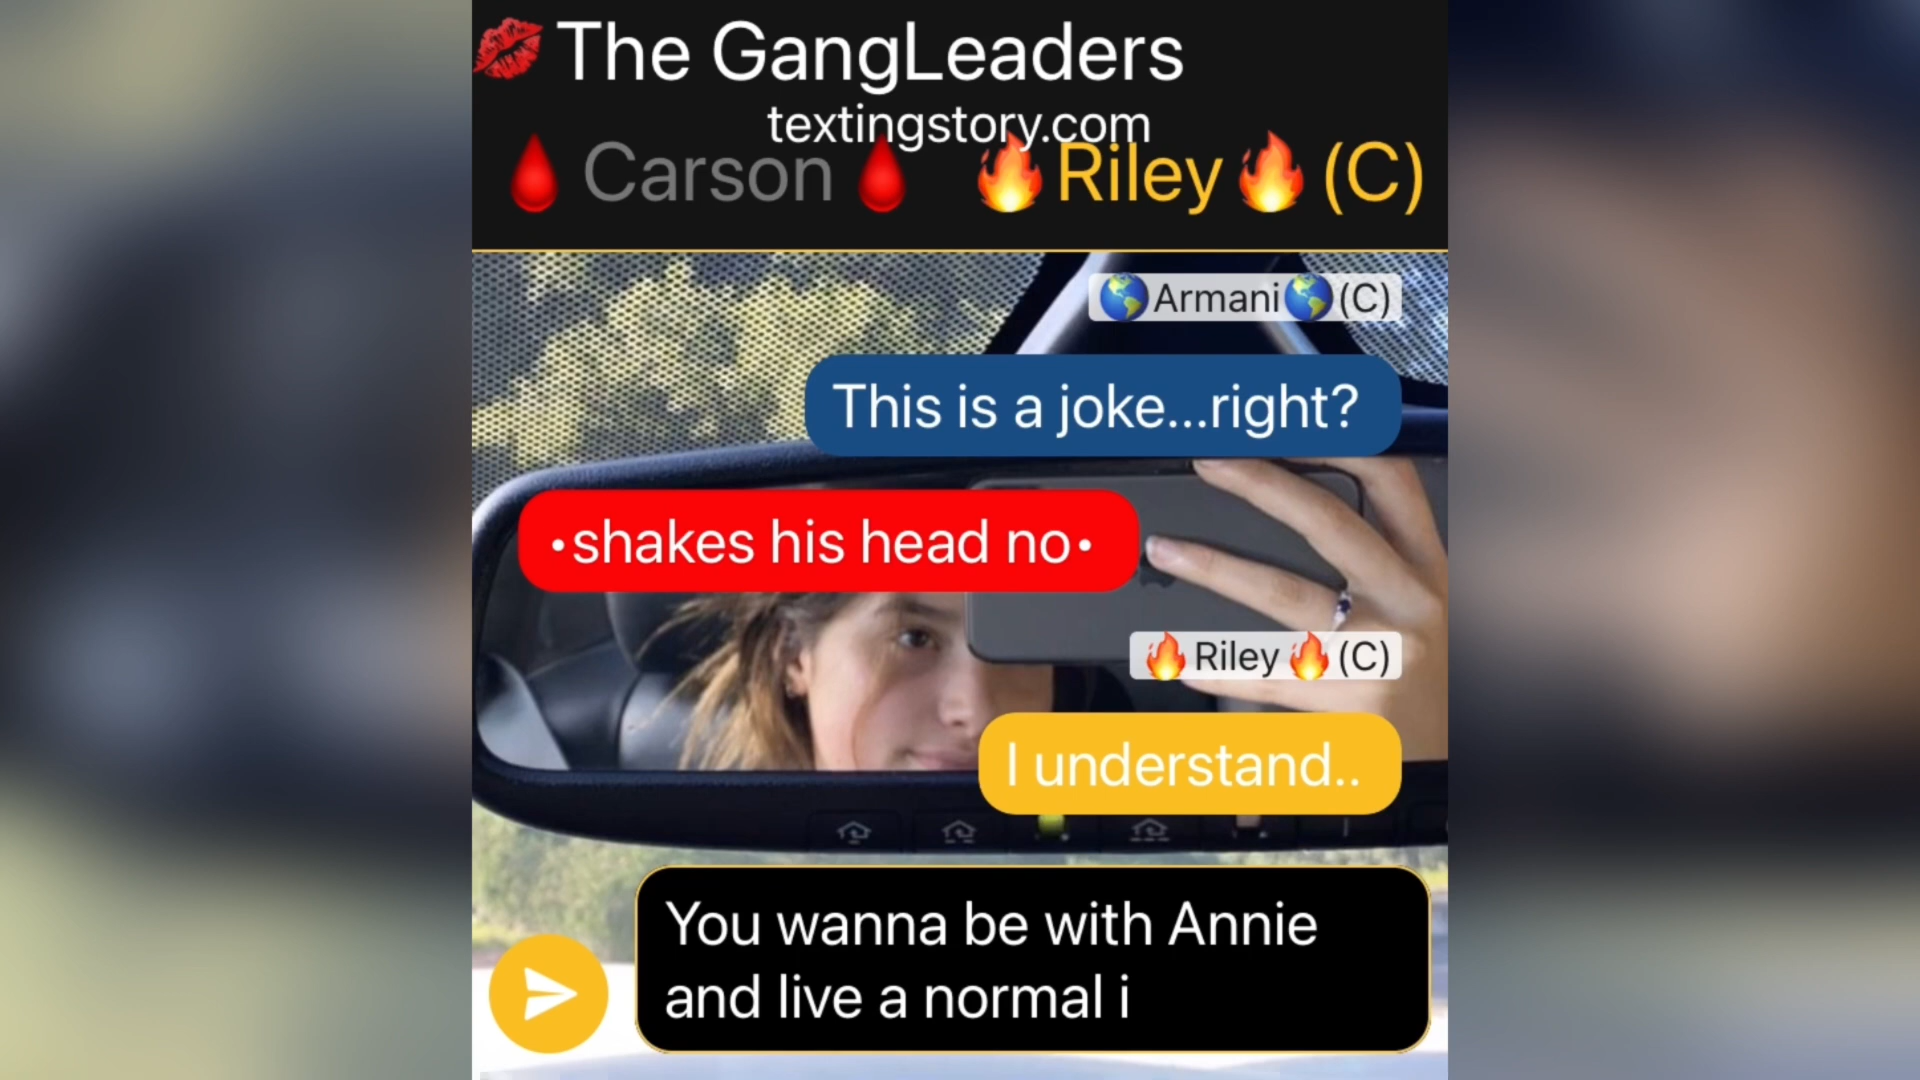 💋The GangLeaders
textingstory.com
🩸Carson🩸 🔥Riley🔥(C)
🌎Armani🌎(C)
This is a joke...right?
•shakes his head no•
🔥Riley🔥(C)
I understand..
You wanna be with Annie
and live a normal i